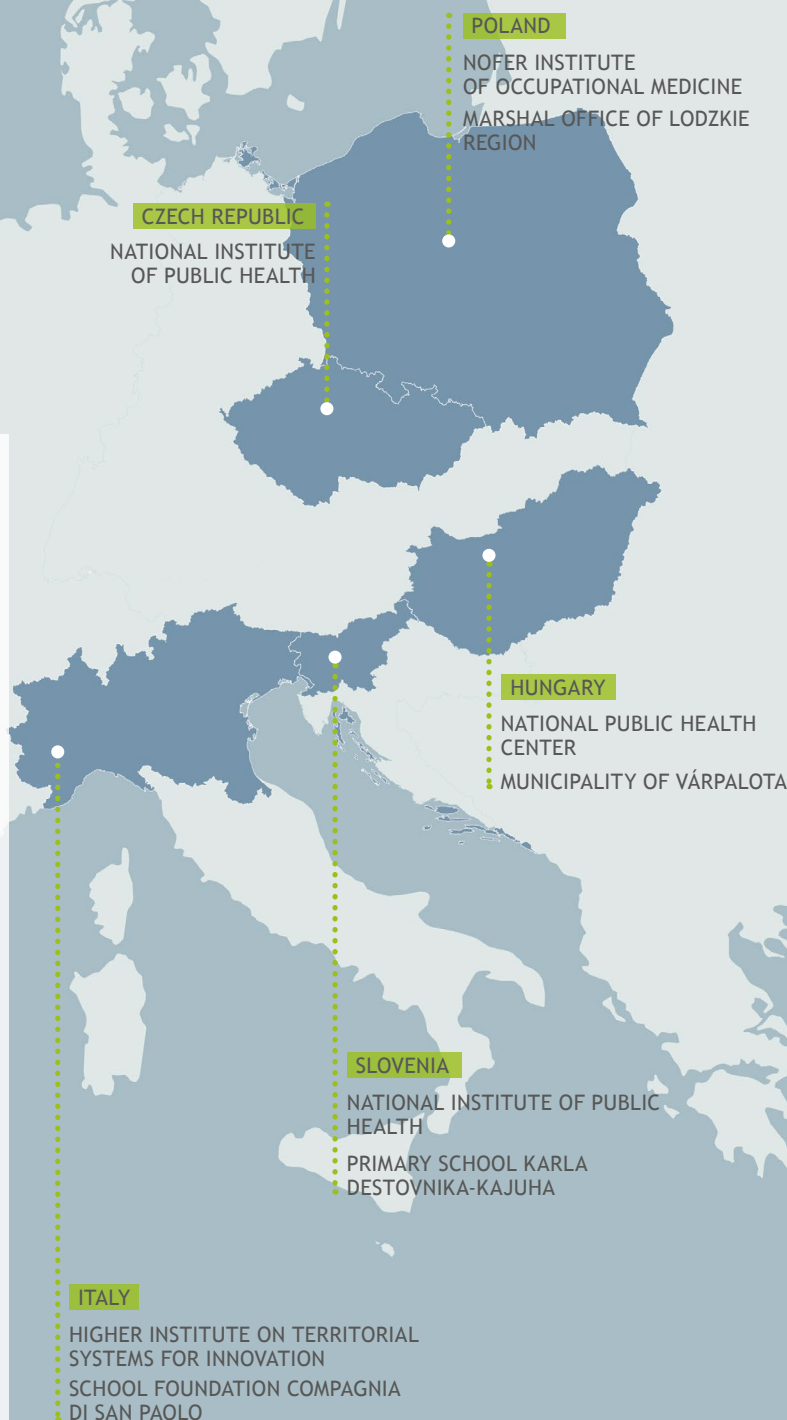 POLAND
NOFER INSTITUTE
OF OCCUPATIONAL MEDICINE
MARSHAL OFFICE OF LODZKIE
REGION
CZECH REPUBLIC
NATIONAL INSTITUTE
OF PUBLIC HEALTH
HUNGARY
NATIONAL PUBLIC HEALTH
CENTER
MUNICIPALITY OF VÁRPALOTA
SLOVENIA
NATIONAL INSTITUTE OF PUBLIC
HEALTH
PRIMARY SCHOOL KARLA
DESTOVNIKA-KAJUHA
ITALY
HIGHER INSTITUTE ON TERRITORIAL
SYSTEMS FOR INNOVATION
SCHOOL FOUNDATION COMPAGNIA
DI SAN PAOLO